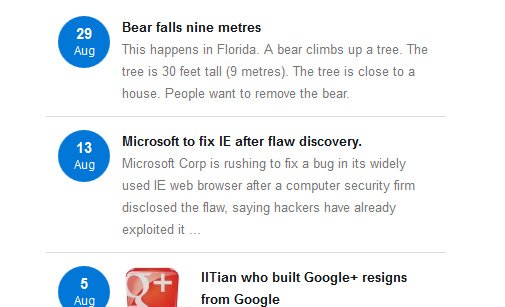 29
Aug
Bear falls nine metres
This happens in Florida. A bear climbs up a tree. The
tree is 30 feet tall (9 metres). The tree is close to a
house. People want to remove the bear.
13
Aug
Microsoft to fix IE after flaw discovery.
Microsoft Corp is rushing to fix a bug in its widely
used IE web browser after a computer security firm
disclosed the flaw, saying hackers have already
exploited it ...
5
Aug
g+
IITian who built Google+ resigns
from Google